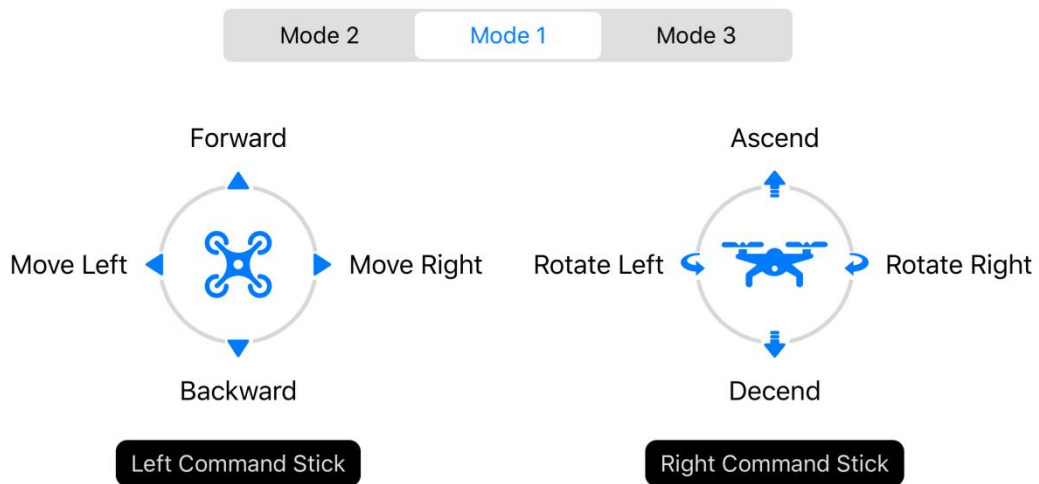 Mode 2 Mode 1 Mode 3
Forward
Ascend
Move Left
Move Right
Rotate Left
Rotate Right
Backward
Decend
Left Command Stick
Right Command Stick